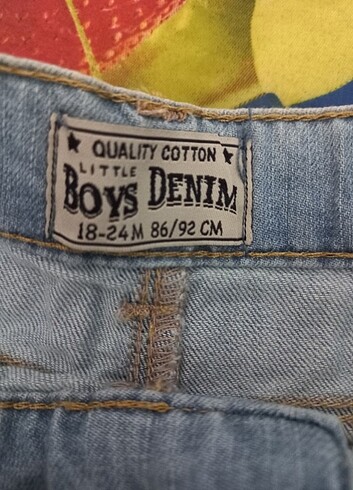 ★ QUALITY COTTON ★
LITTLE
BOYS DENIM
18-24M 86/92 CM